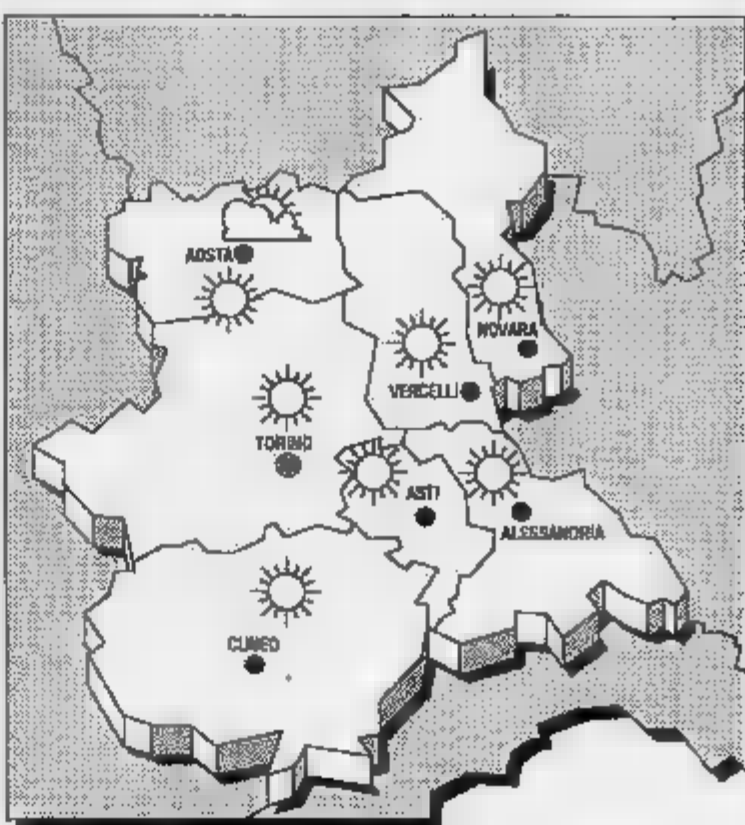 AOSTA
NOVARA
VERCELLI
TORINO
ASTI
ALESSANDRIA
CUNEO